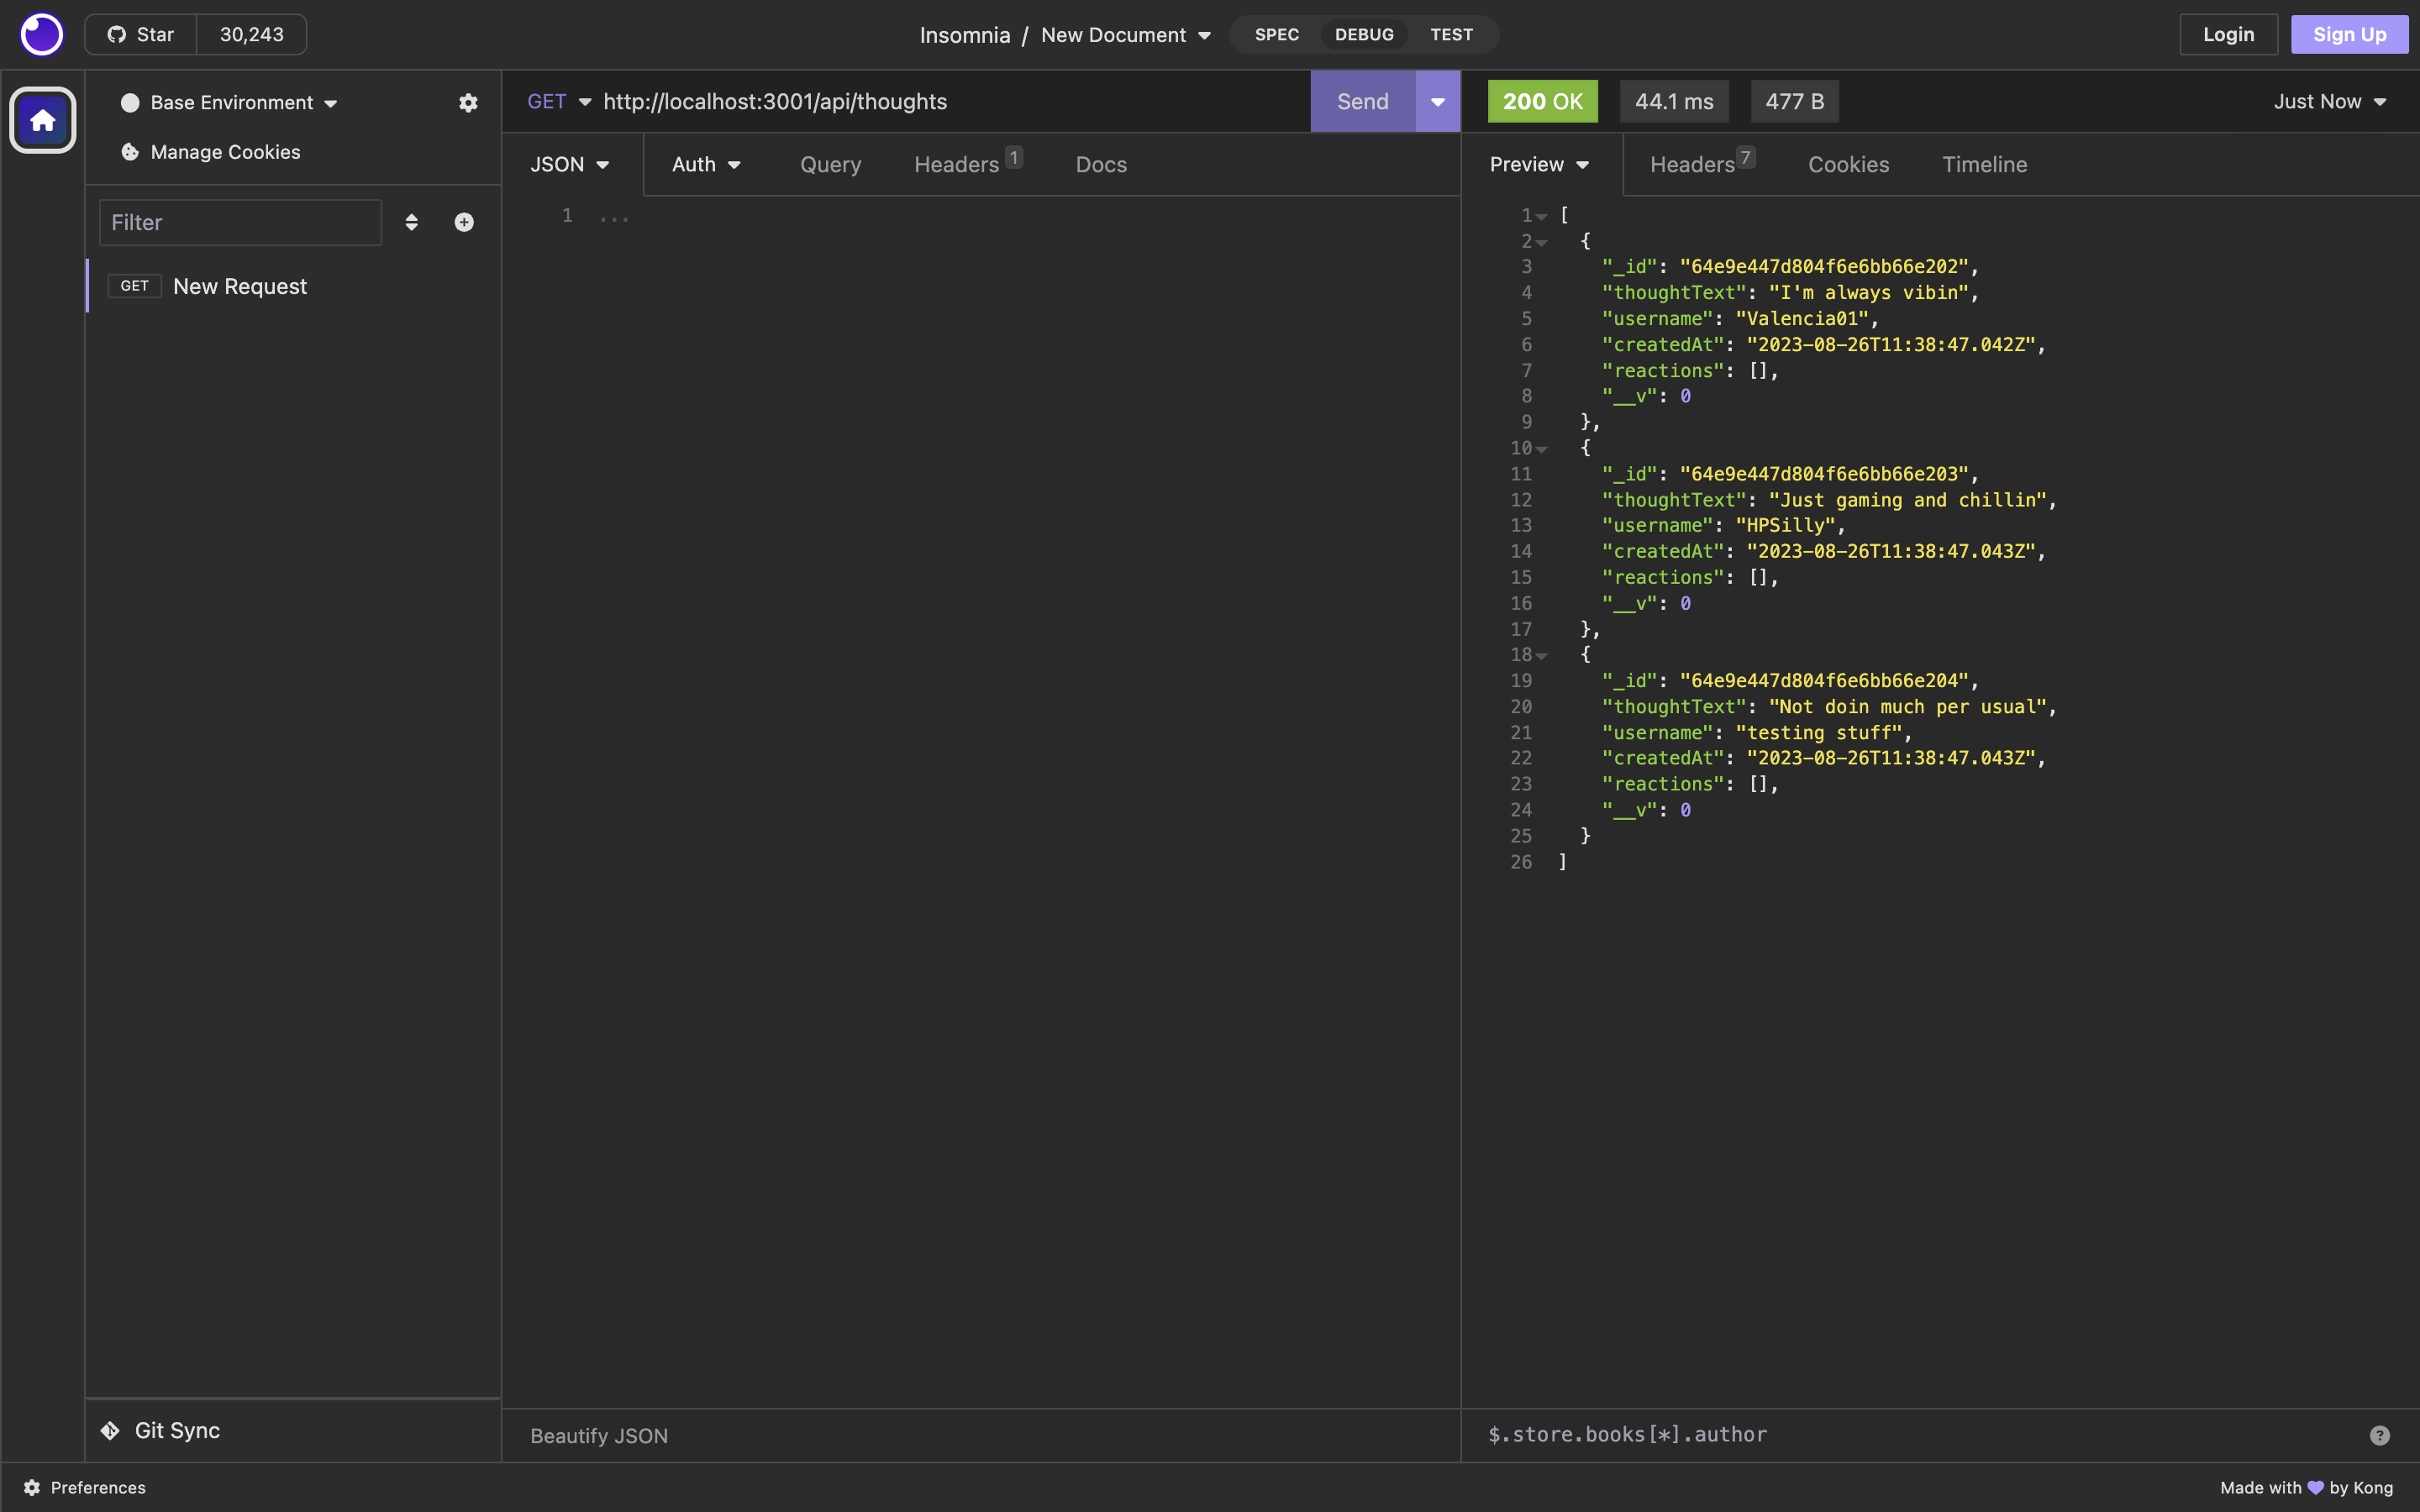 Star 30,243
Insomnia / New Document
SPEC DEBUG TEST
Login Sign Up
Base Environment
Manage Cookies
Filter
GET New Request
Git Sync
Preferences
GET http://localhost:3001/api/thoughts Send
JSON Auth Query Headers 1 Docs
1 ...
Beautify JSON
200 OK 44.1 ms 477 B Just Now
Preview Headers 7 Cookies Timeline
1 [
2 {
3 "_id": "64e9e447d804f6e6bb66e202",
4 "thoughtText": "I'm always vibin",
5 "username": "Valencia01",
6 "createdAt": "2023-08-26T11:38:47.042Z",
7 "reactions": [],
8 "__v": 0
9 },
10 {
11 "_id": "64e9e447d804f6e6bb66e203",
12 "thoughtText": "Just gaming and chillin",
13 "username": "HPSilly",
14 "createdAt": "2023-08-26T11:38:47.043Z",
15 "reactions": [],
16 "__v": 0
17 },
18 {
19 "_id": "64e9e447d804f6e6bb66e204",
20 "thoughtText": "Not doin much per usual",
21 "username": "testing stuff",
22 "createdAt": "2023-08-26T11:38:47.043Z",
23 "reactions": [],
24 "__v": 0
25 }
26 ]
$.store.books[*].author ?
Made with 💜 by Kong